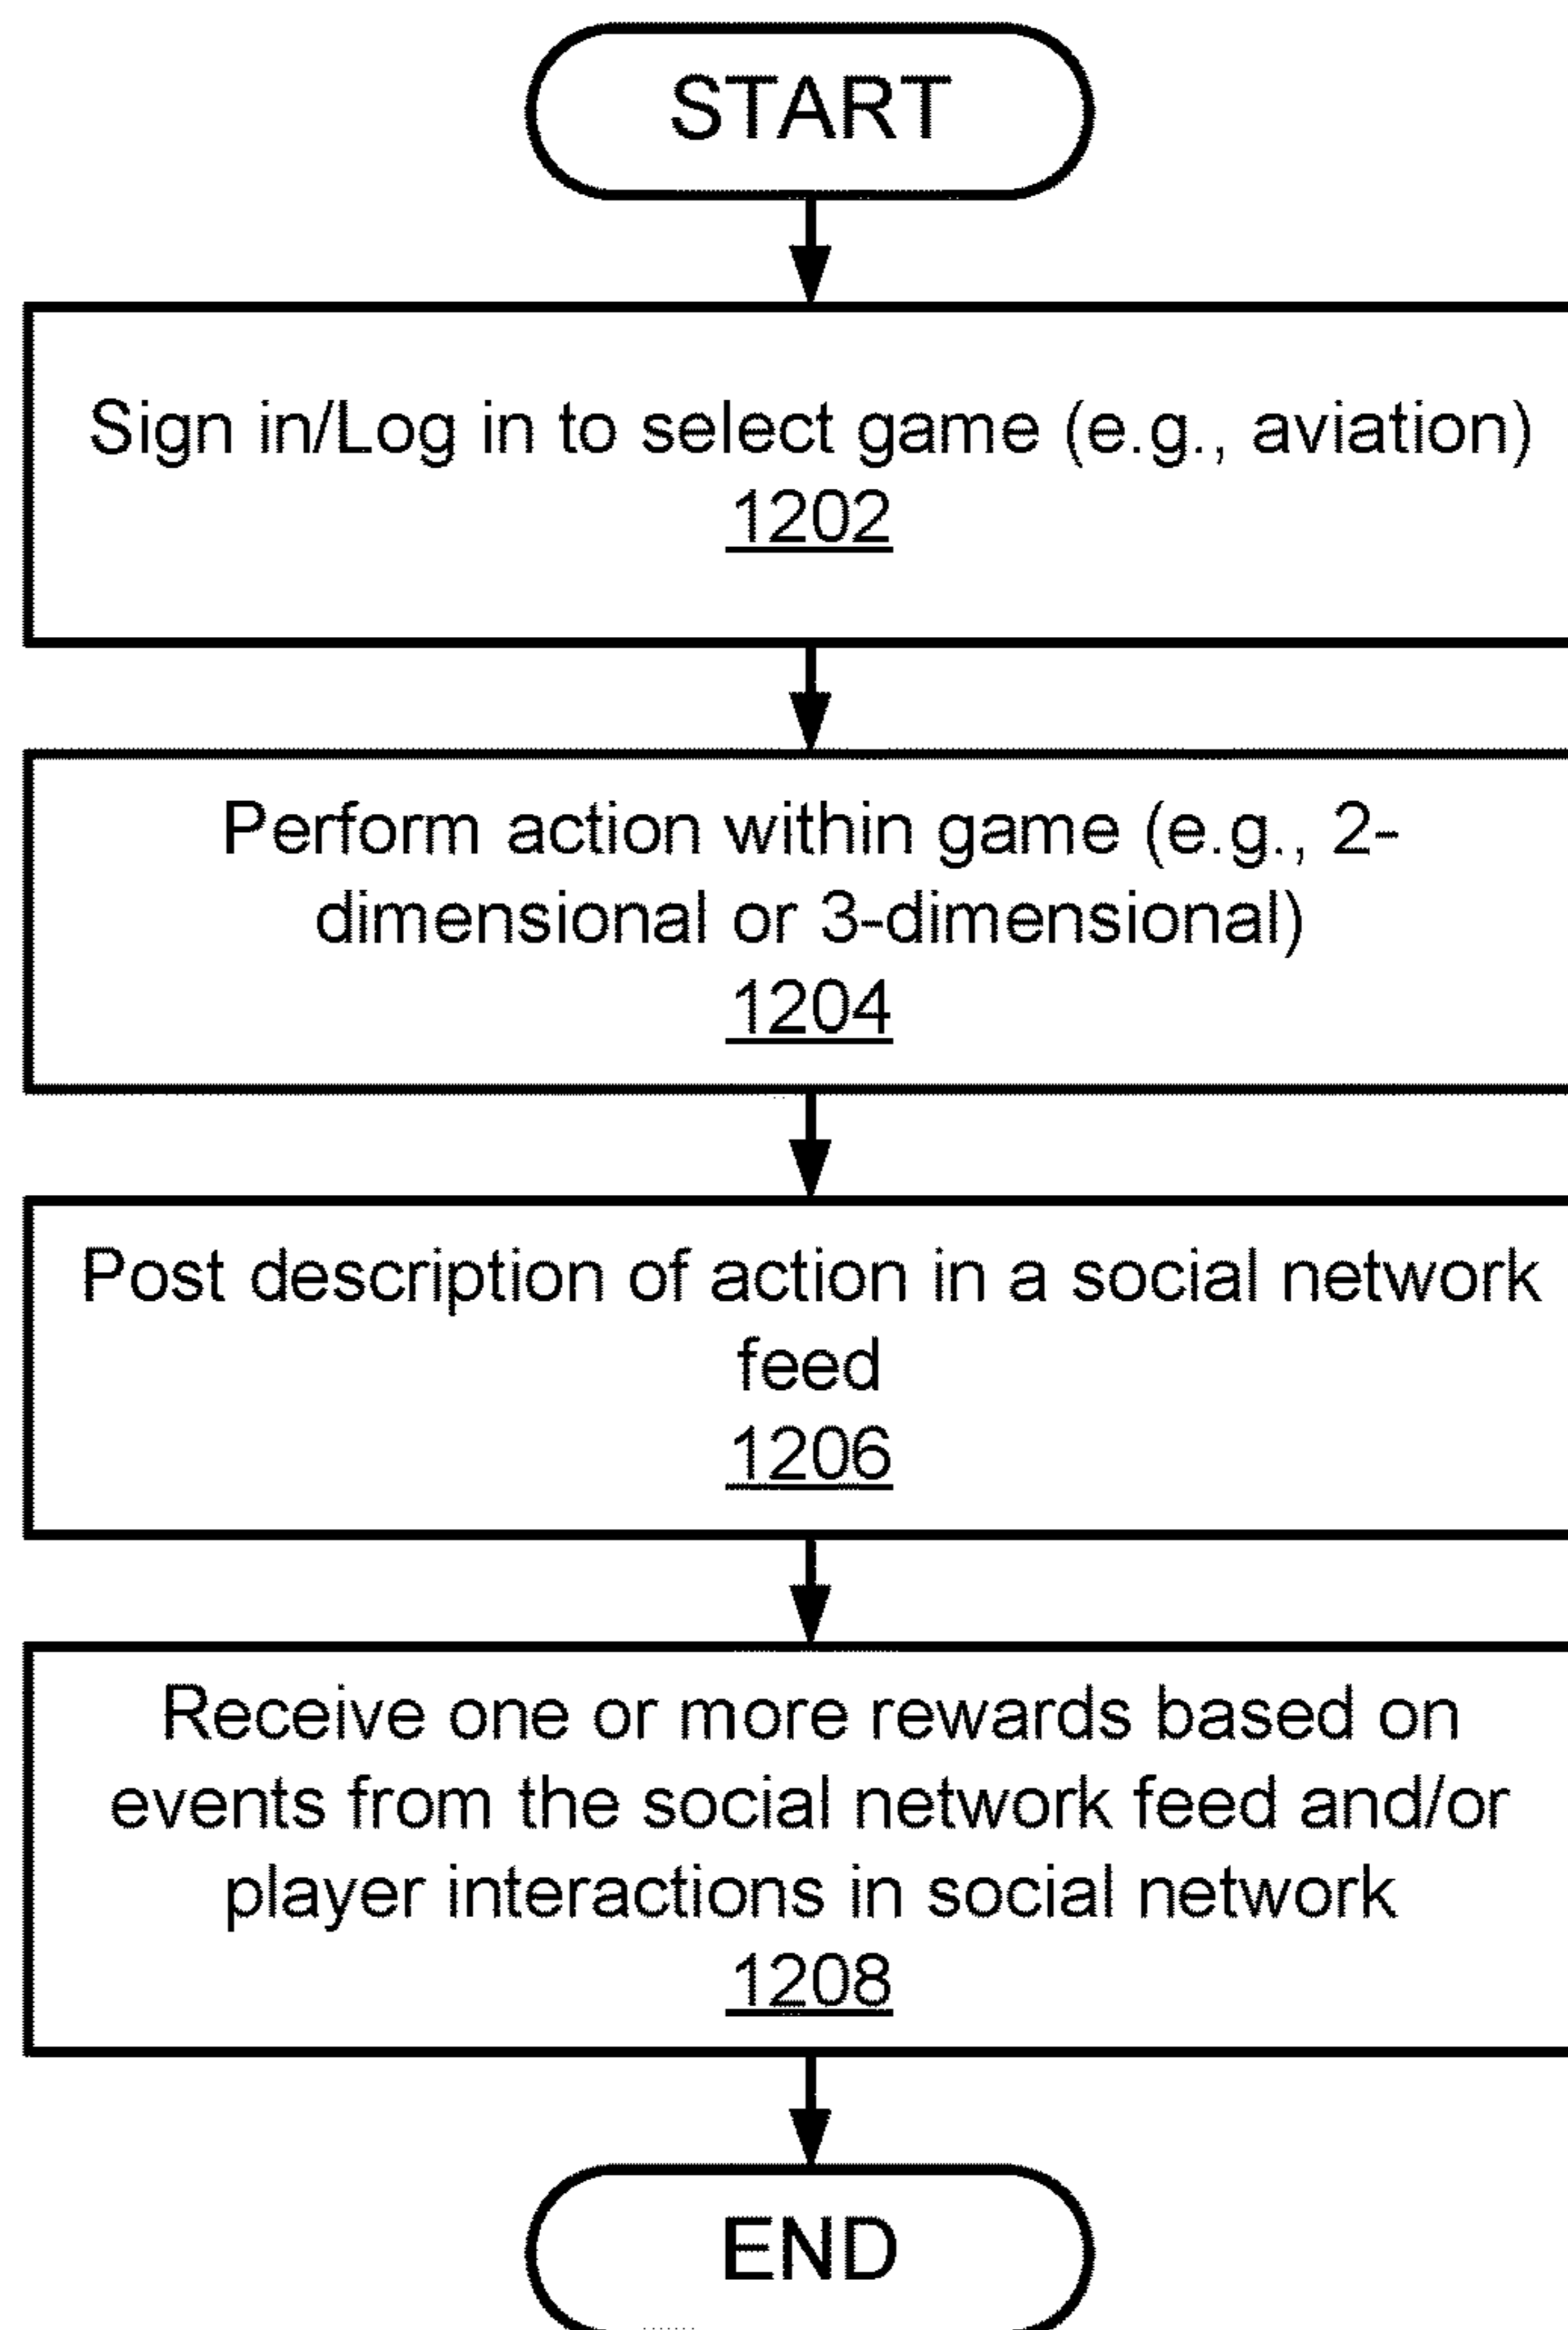 START
Sign in/Log in to select game (e.g., aviation)
1202
Perform action within game (e.g., 2-
dimensional or 3-dimensional)
1204
Post description of action in a social network
feed
1206
Receive one or more rewards based on
events from the social network feed and/or
player interactions in social network
1208
END